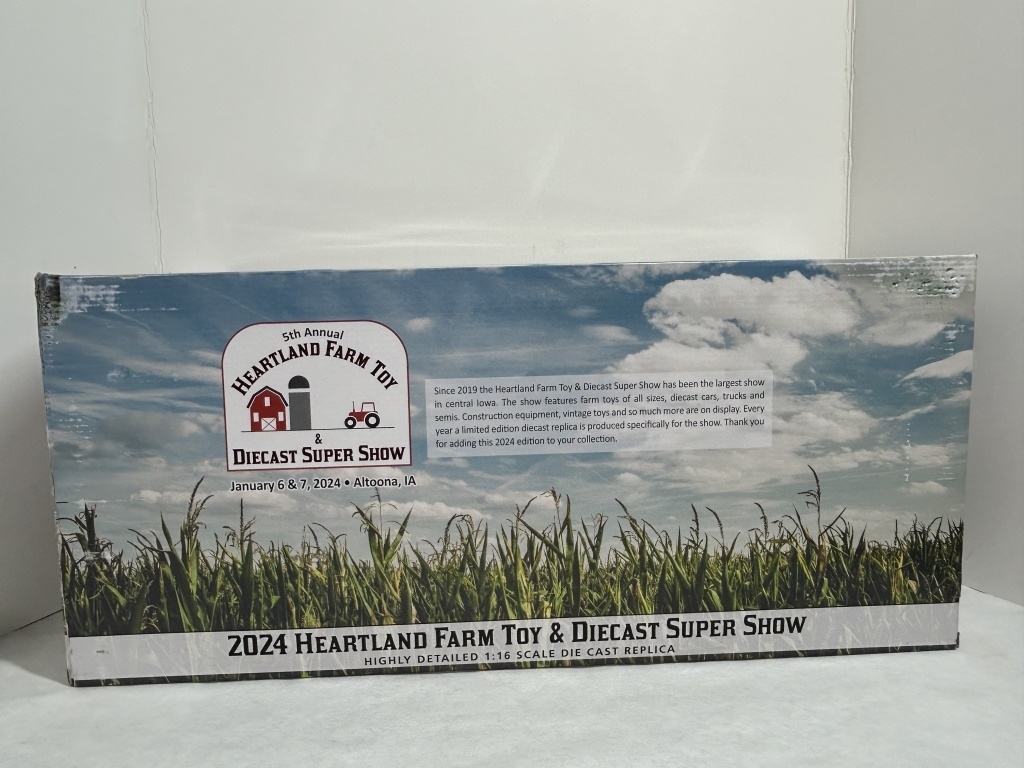 5th Annual
HEARTLAND FARM TOY
&
DIECAST SUPER SHOW
January 6 & 7, 2024 • Altoona, IA
Since 2019 the Heartland Farm Toy & Diecast Super Show has been the largest show
in central Iowa. The show features farm toys of all sizes, diecast cars, trucks and
semis. Construction equipment, vintage toys and so much more are on display. Every
year a limited edition diecast replica is produced specifically for the show. Thank you
for adding this 2024 edition to your collection.
2024 HEARTLAND FARM TOY & DIECAST SUPER SHOW
HIGHLY DETAILED 1:16 SCALE DIE CAST REPLICA